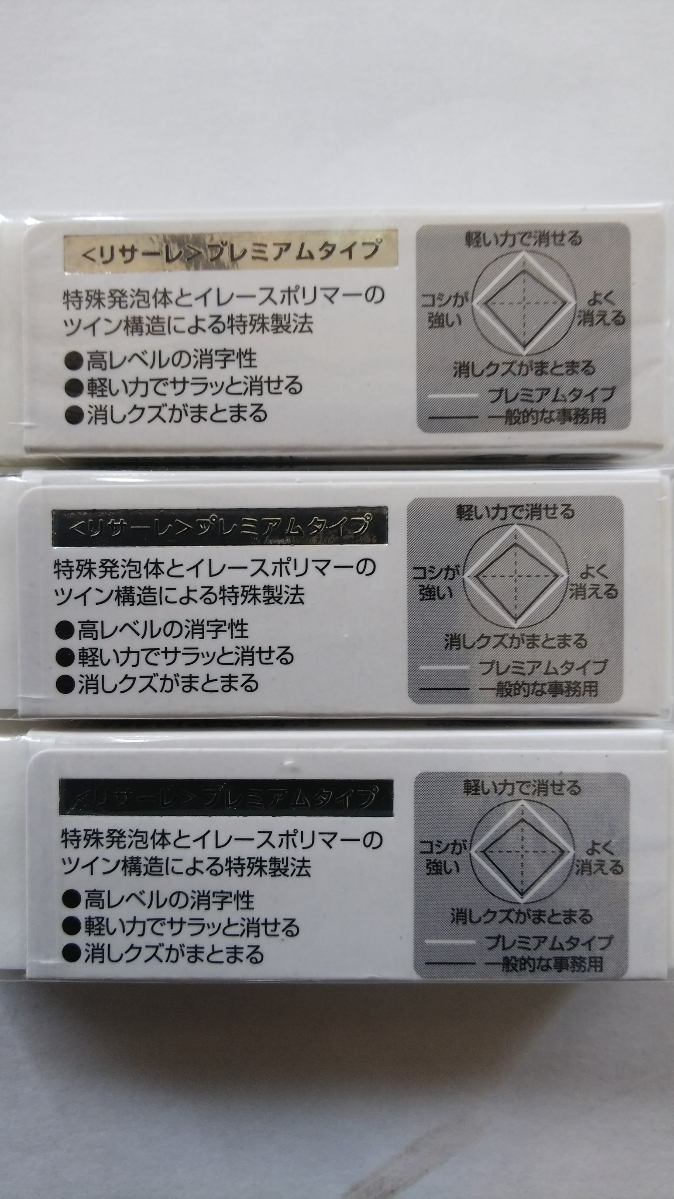 <リサーレ>プレミアムタイプ
特殊発泡体とイレースポリマーの
ツイン構造による特殊製法
●高レベルの消字性
●軽い力でサラッと消せる
●消しクズがまとまる
軽い力で消せる
コシが
強い
よく
消える
消しクズがまとまる
プレミアムタイプ
一般的な事務用
<リサーレ>プレミアムタイプ
特殊発泡体とイレースポリマーの
ツイン構造による特殊製法
●高レベルの消字性
●軽い力でサラッと消せる
●消しクズがまとまる
軽い力で消せる
コシが
強い
よく
消える
消しクズがまとまる
プレミアムタイプ
一般的な事務用
<リサーレ>プレミアムタイプ
特殊発泡体とイレースポリマーの
ツイン構造による特殊製法
●高レベルの消字性
●軽い力でサラッと消せる
●消しクズがまとまる
軽い力で消せる
コシが
強い
よく
消える
消しクズがまとまる
プレミアムタイプ
一般的な事務用